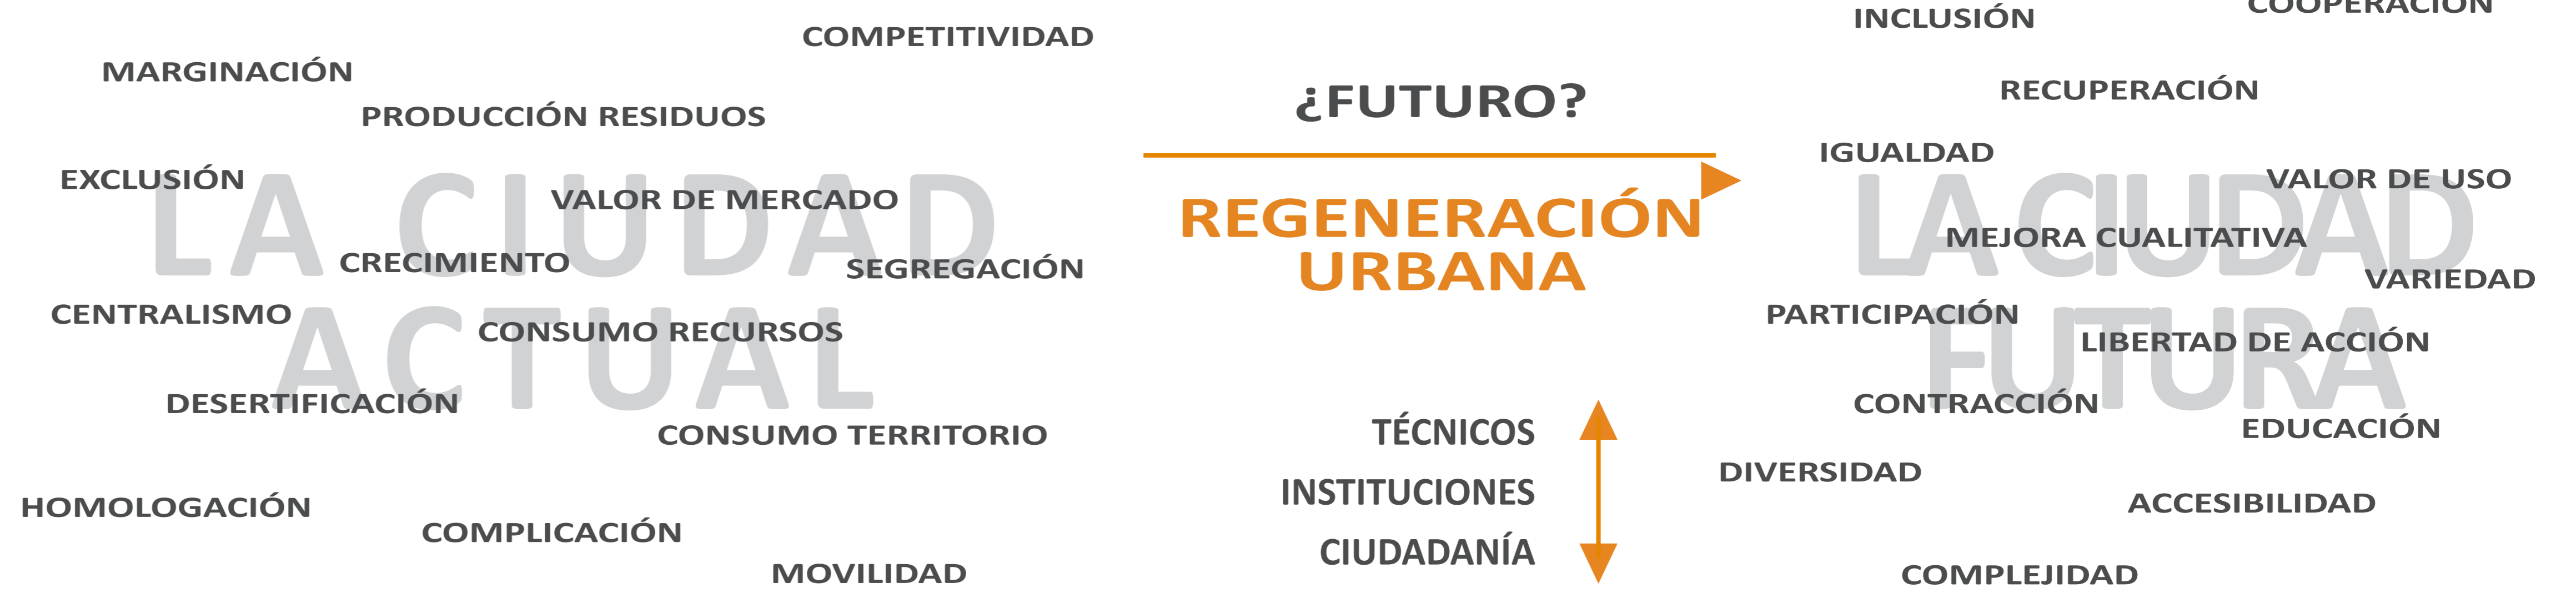 COMPETITIVIDAD
MARGINACIÓN
PRODUCCIÓN RESIDUOS
EXCLUSIÓN
VALOR DE MERCADO
LA CIUDAD
ACTUAL
CRECIMIENTO
SEGREGACIÓN
CENTRALISMO
CONSUMO RECURSOS
DESERTIFICACIÓN
CONSUMO TERRITORIO
HOMOLOGACIÓN
COMPLICACIÓN
MOVILIDAD
¿FUTURO?
REGENERACIÓN
URBANA
TÉCNICOS
INSTITUCIONES
CIUDADANÍA
COOPERACIÓN
INCLUSIÓN
RECUPERACIÓN
IGUALDAD
VALOR DE USO
LA CIUDAD
FUTURA
MEJORA CUALITATIVA
VARIEDAD
PARTICIPACIÓN
LIBERTAD DE ACCIÓN
CONTRACCIÓN
EDUCACIÓN
DIVERSIDAD
ACCESIBILIDAD
COMPLEJIDAD